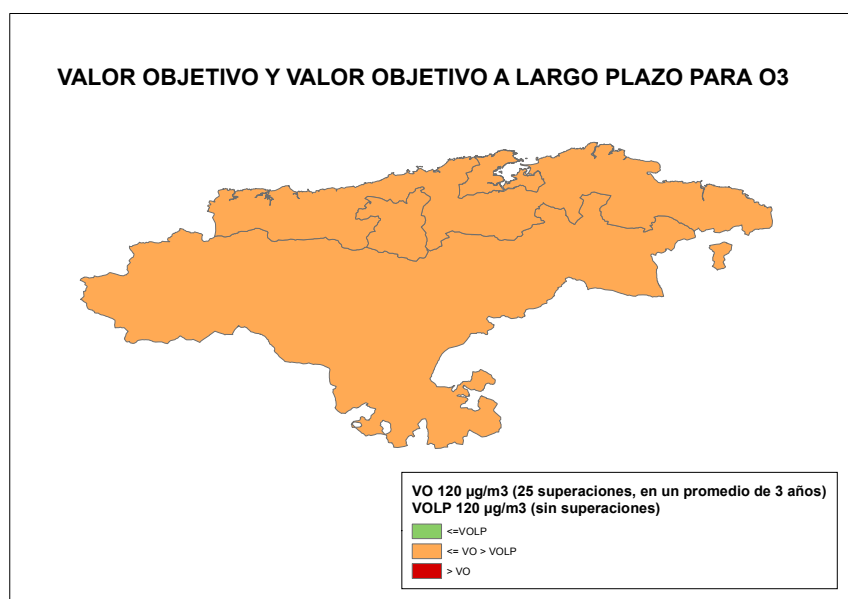 VALOR OBJETIVO Y VALOR OBJETIVO A LARGO PLAZO PARA O3
VO 120 µg/m3 (25 superaciones, en un promedio de 3 años)
VOLP 120 µg/m3 (sin superaciones)
<=VOLP
<= VO > VOLP
> VO